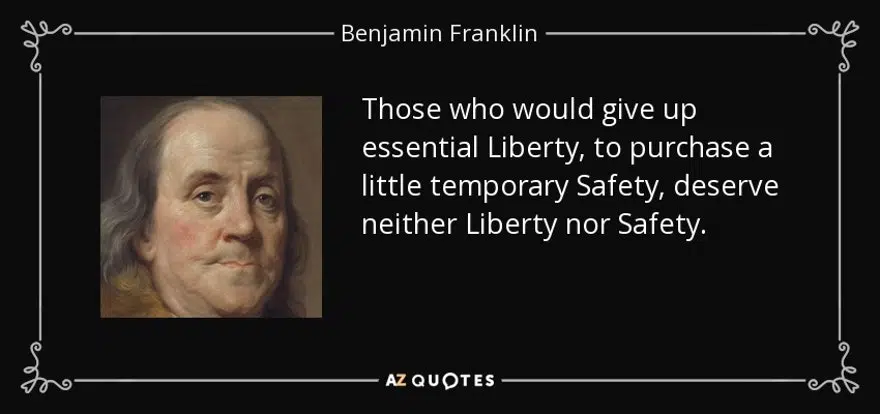 Benjamin Franklin
Those who would give up
essential Liberty, to purchase a
little temporary Safety, deserve
neither Liberty nor Safety.
AZ QUOTES